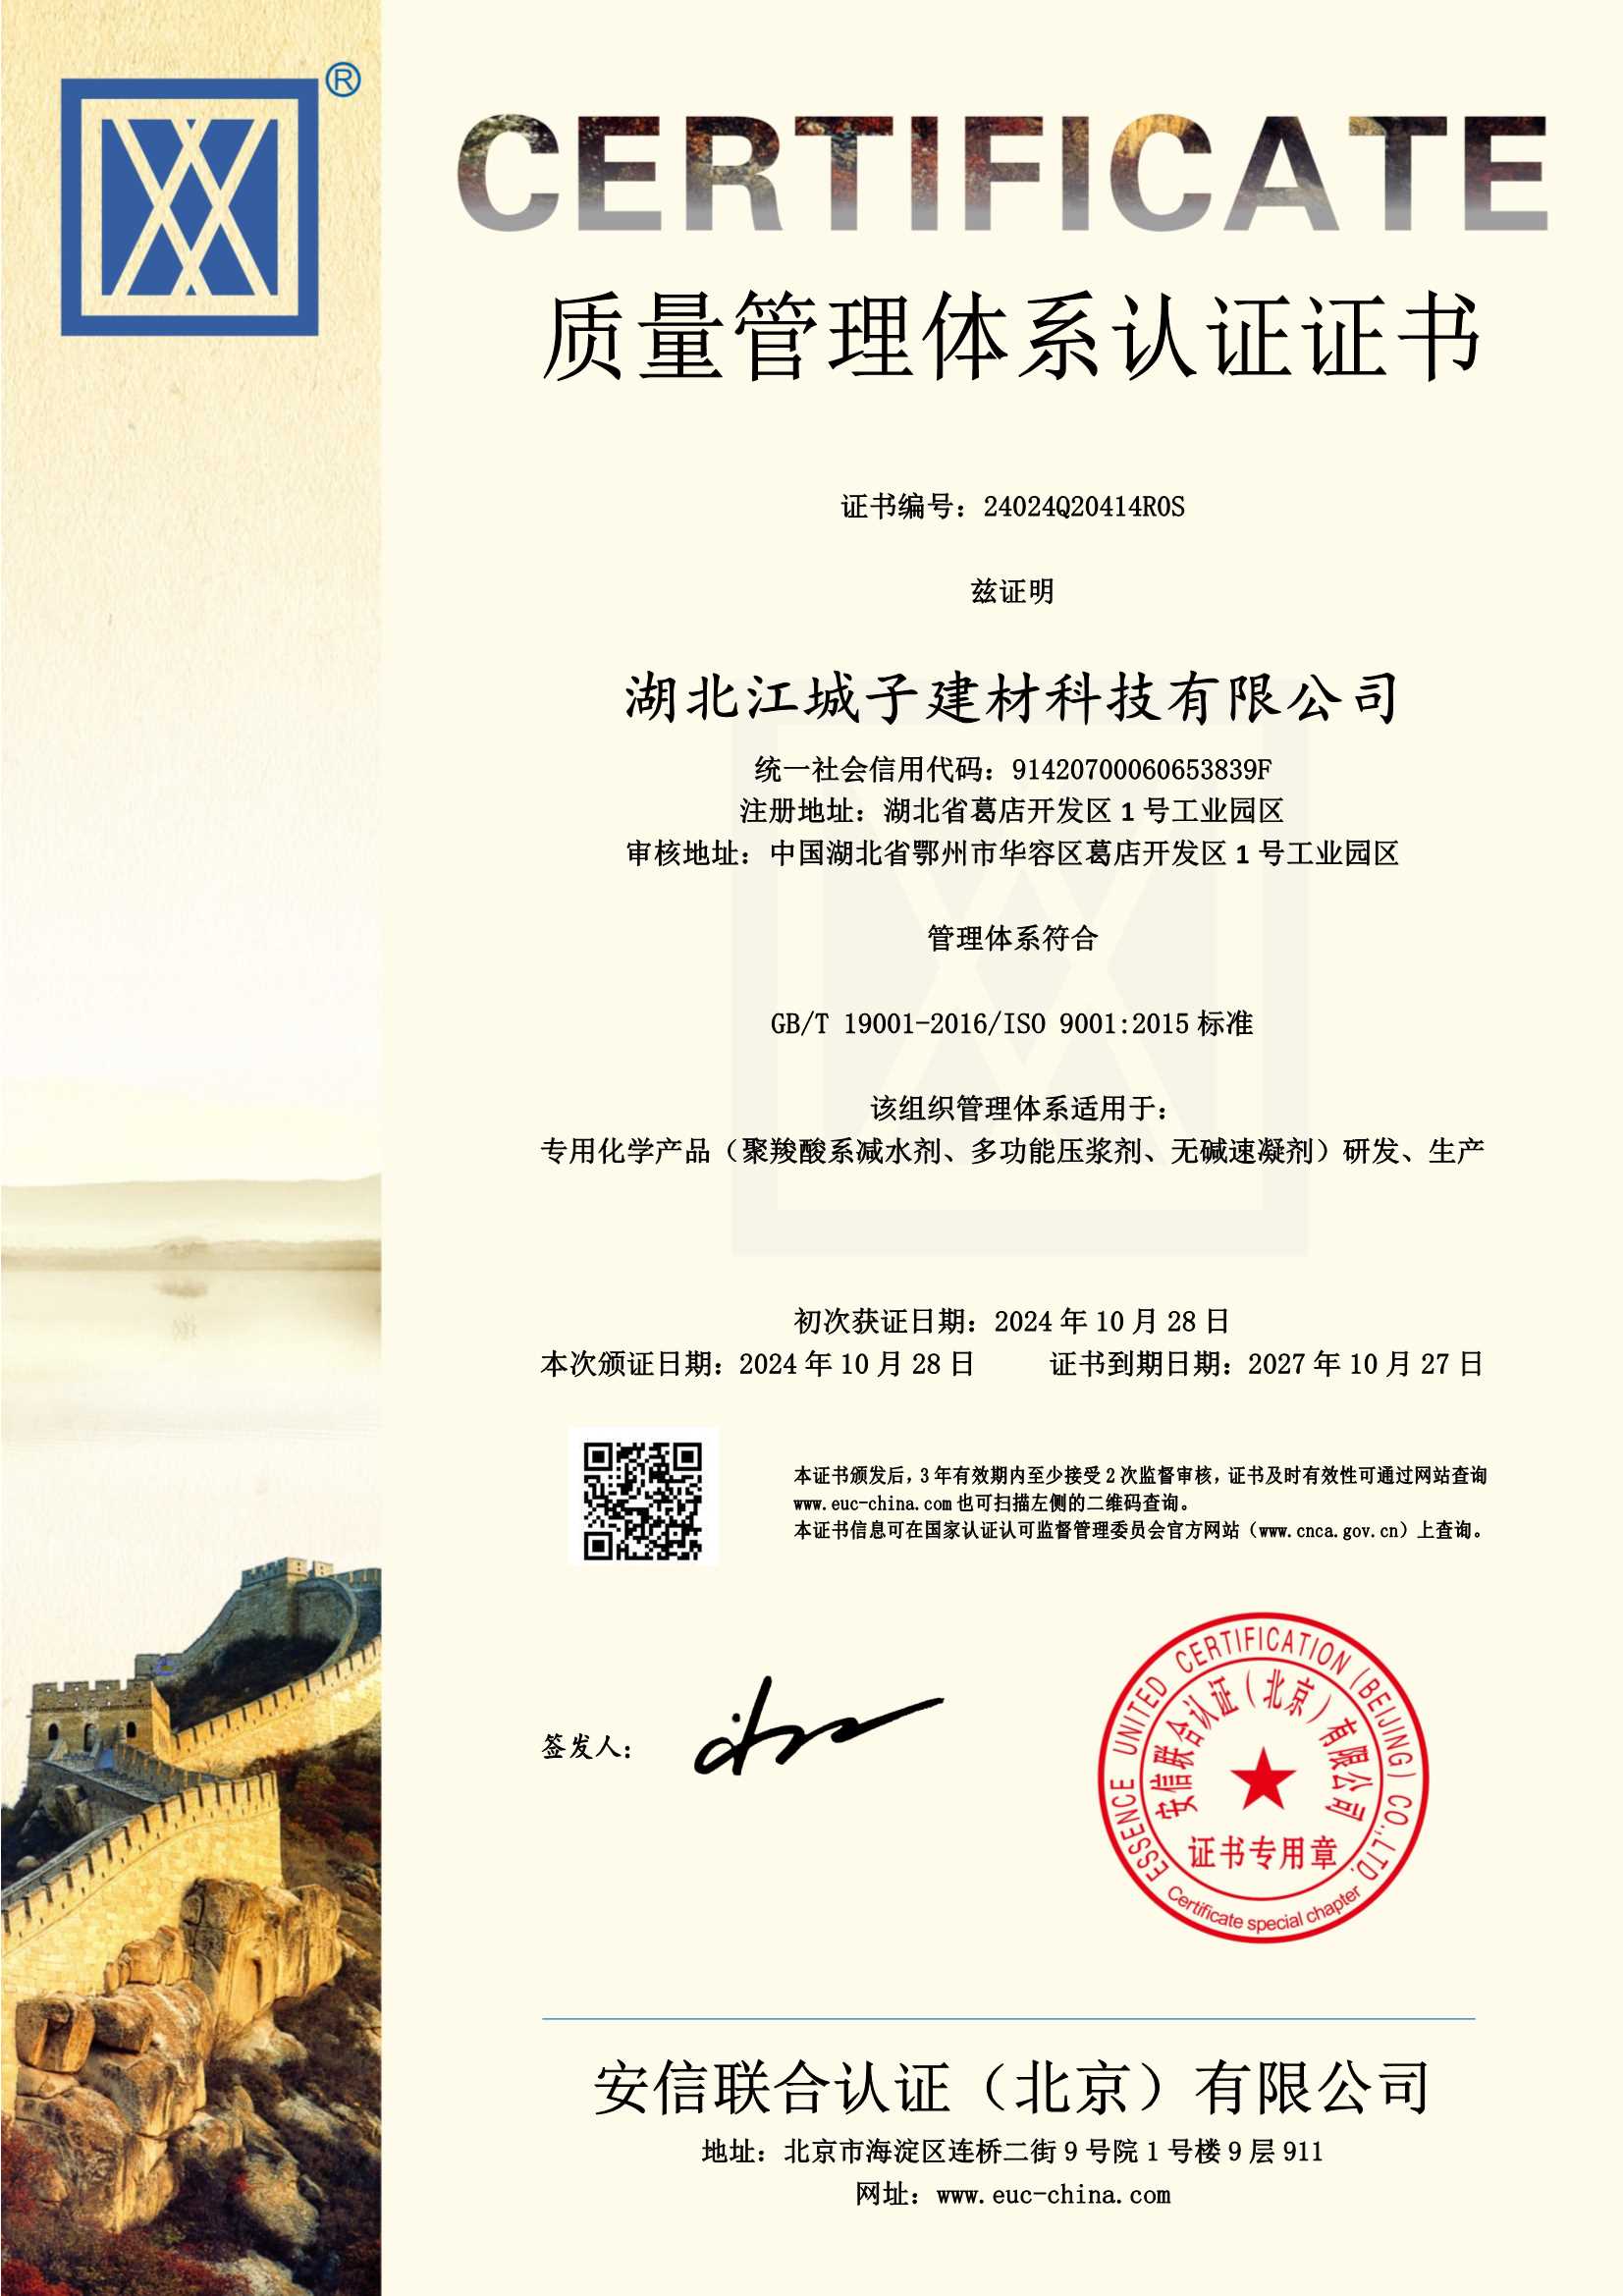 ®
CERTIFICATE
质量管理体系认证证书
证书编号：24024Q20414R0S
兹证明
湖北江城子建材科技有限公司
统一社会信用代码：91420700060653839F
注册地址：湖北省葛店开发区 1 号工业园区
审核地址：中国湖北省鄂州市华容区葛店开发区 1 号工业园区
管理体系符合
GB/T 19001-2016/ISO 9001:2015 标准
该组织管理体系适用于：
专用化学产品（聚羧酸系减水剂、多功能压浆剂、无碱速凝剂）研发、生产
初次获证日期：2024 年 10 月 28 日
本次颁证日期：2024 年 10 月 28 日 证书到期日期：2027 年 10 月 27 日
本证书颁发后，3 年有效期内至少接受 2 次监督审核，证书及时有效性可通过网站查询
www.euc-china.com 也可扫描左侧的二维码查询。
本证书信息可在国家认证认可监督管理委员会官方网站（www.cnca.gov.cn）上查询。
签发人：
ESSENCE UNITED CERTIFICATION (BEIJING) CO.,LTD.
安信联合认证（北京）有限公司
证书专用章
Certificate special chapter
安信联合认证（北京）有限公司
地址：北京市海淀区连桥二街 9 号院 1 号楼 9 层 911
网址：www.euc-china.com